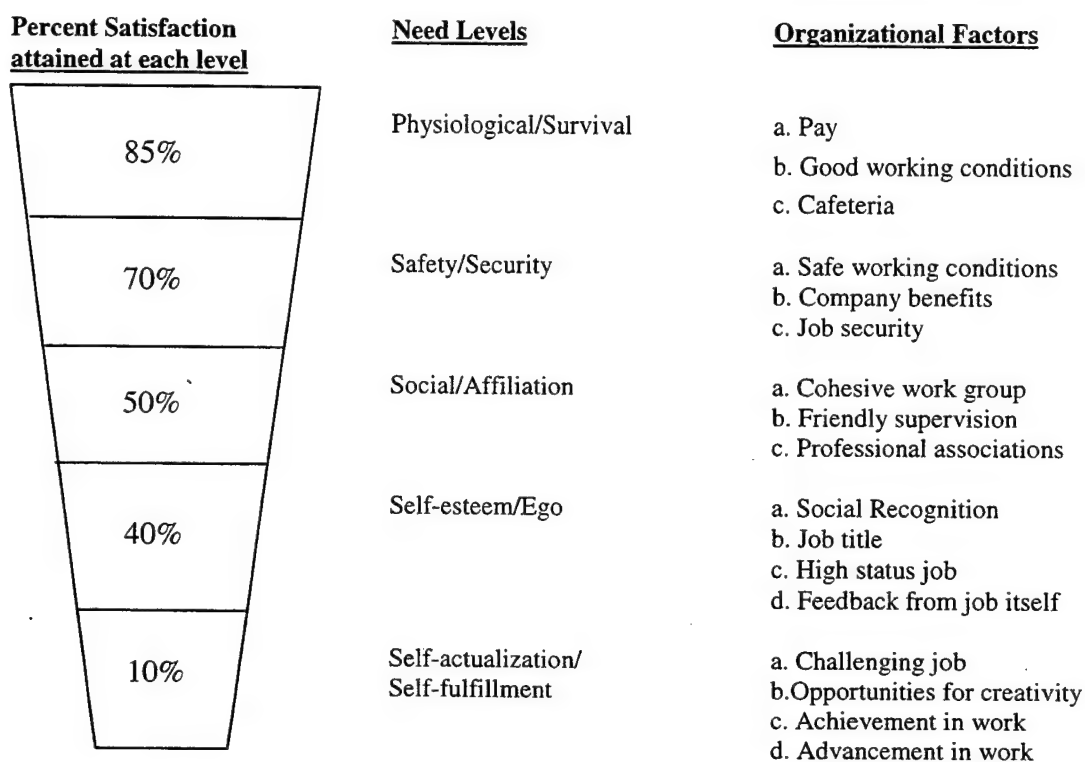 Percent Satisfaction
attained at each level
Need Levels
Organizational Factors
85%
Physiological/Survival
a. Pay
b. Good working conditions
c. Cafeteria
70%
Safety/Security
a. Safe working conditions
b. Company benefits
c. Job security
50%
Social/Affiliation
a. Cohesive work group
b. Friendly supervision
c. Professional associations
40%
Self-esteem/Ego
a. Social Recognition
b. Job title
c. High status job
d. Feedback from job itself
10%
Self-actualization/
Self-fulfillment
a. Challenging job
b.Opportunities for creativity
c. Achievement in work
d. Advancement in work